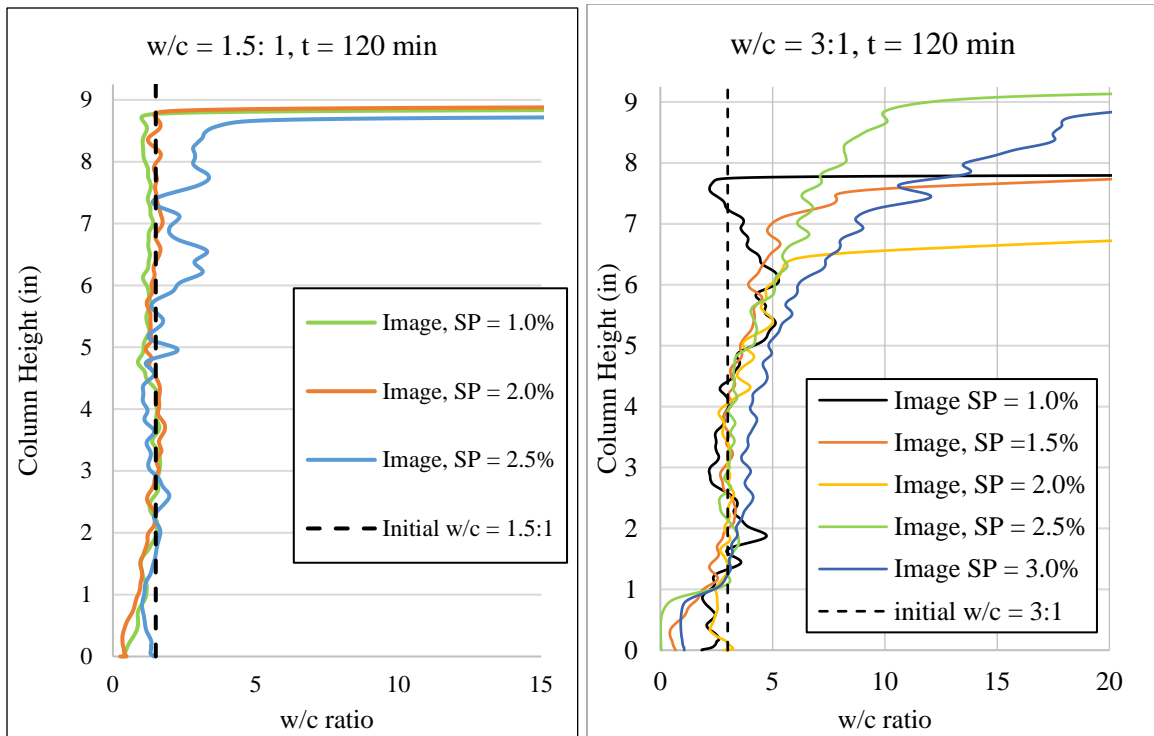 w/c = 1.5: 1, t = 120 min
9
8
7
6
5
4
3
2
1
0
Column Height (in)
Image, SP = 1.0%
Image, SP = 2.0%
Image, SP = 2.5%
Initial w/c = 1.5:1
0 5 10 15
w/c ratio
w/c = 3:1, t = 120 min
9
8
7
6
5
4
3
2
1
0
Column Height (in)
Image SP = 1.0%
Image, SP =1.5%
Image, SP = 2.0%
Image, SP = 2.5%
Image SP = 3.0%
initial w/c = 3:1
0 5 10 15 20
w/c ratio